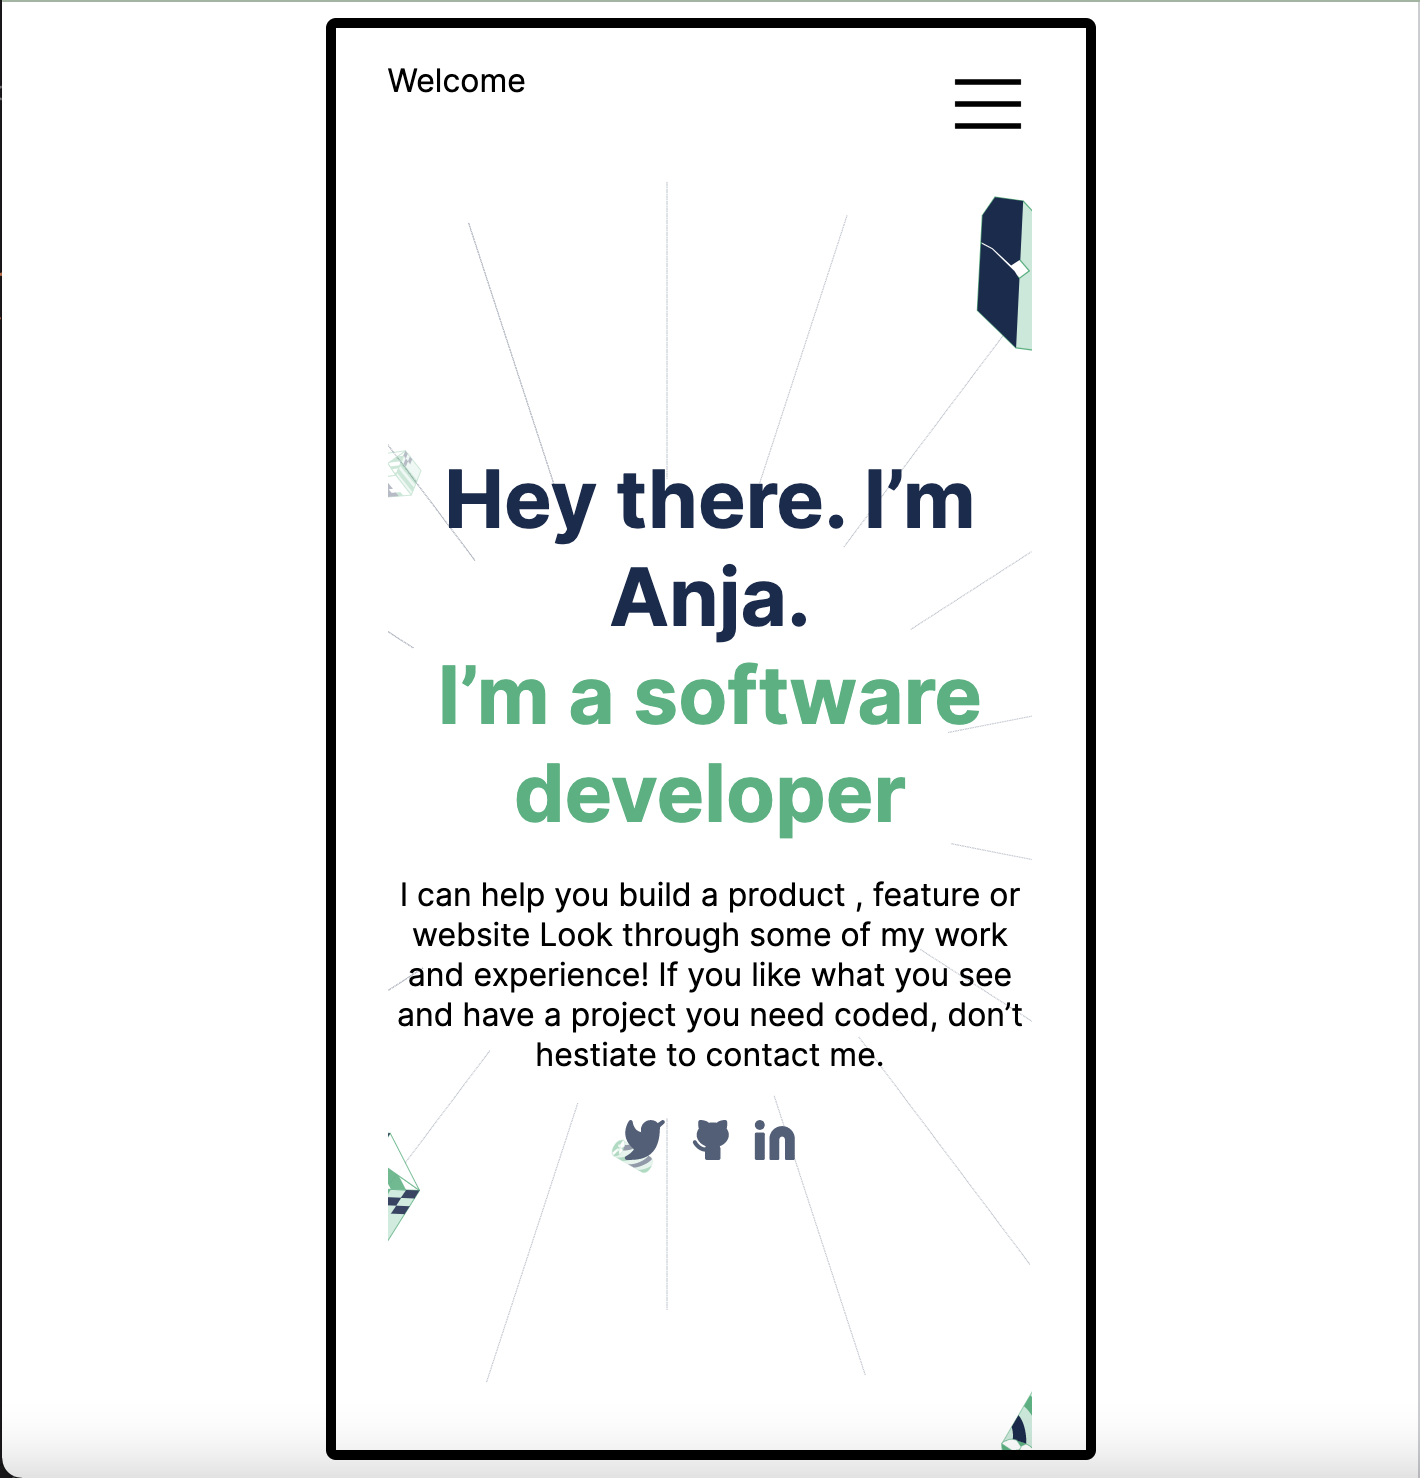 Welcome
Hey there. I’m
Anja.
I’m a software
developer
I can help you build a product , feature or
website Look through some of my work
and experience! If you like what you see
and have a project you need coded, don’t
hestiate to contact me.
in